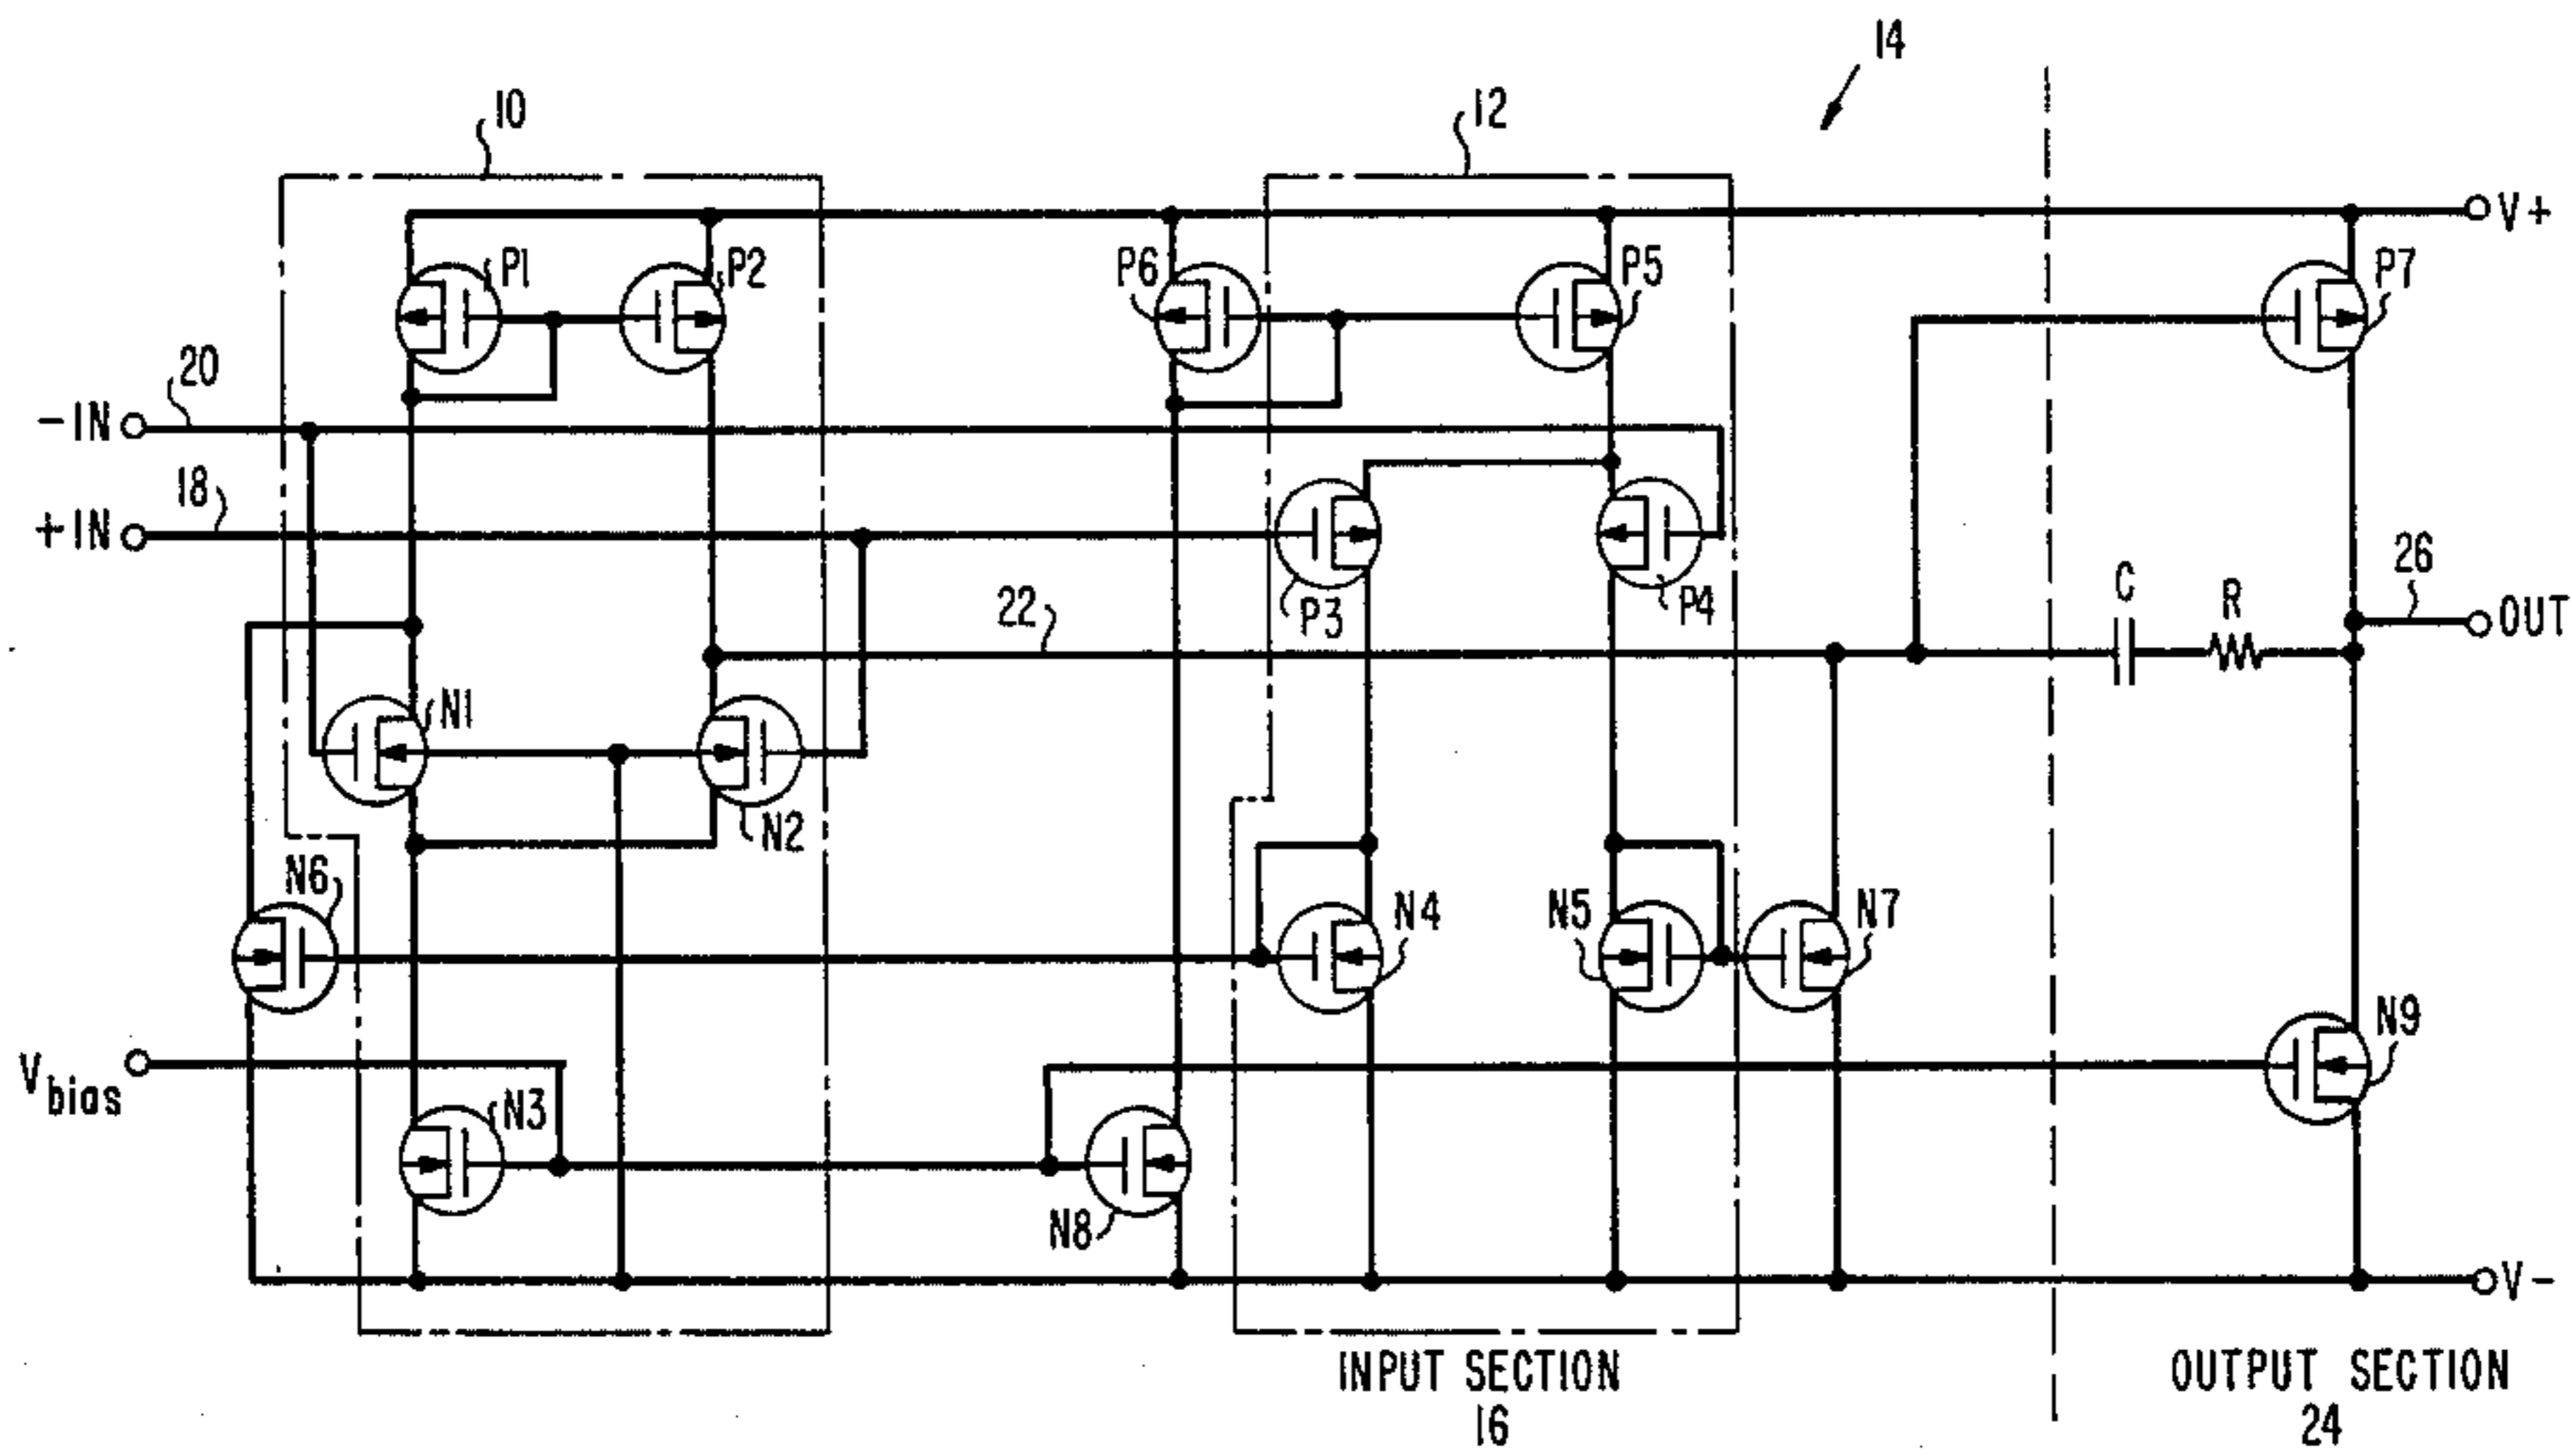 14
10
12
V+
P1
P2
P6
P5
P7
20
-IN
18
+IN
26
C
R
OUT
22
P3
P4
N1
N2
N6
N4
N5
N7
N9
Vbias
N3
N8
V-
INPUT SECTION
16
OUTPUT SECTION
24